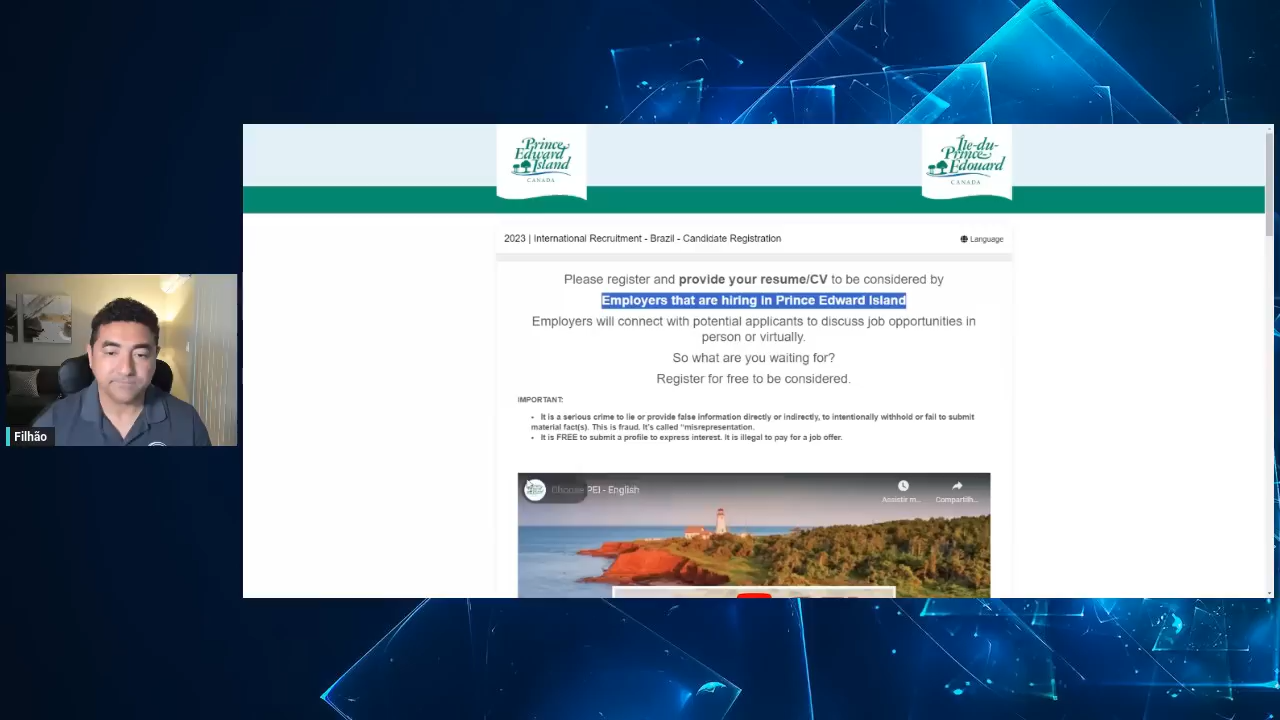 Prince
Edward
Island
CANADA
Île-du-
Prince
Édouard
CANADA
2023 | International Recruitment - Brazil - Candidate Registration
Language
Please register and provide your resume/CV to be considered by
Employers that are hiring in Prince Edward Island
Employers will connect with potential applicants to discuss job opportunities in
person or virtually.
So what are you waiting for?
Register for free to be considered.
IMPORTANT:
It is a serious crime to lie or provide false information directly or indirectly, to intentionally withhold or fail to submit
material fact(s). This is fraud. It's called "misrepresentation.
It is FREE to submit a profile to express interest. It is illegal to pay for a job offer.
Choose PEI - English
Assistir m...
Compartilh...
Filhão